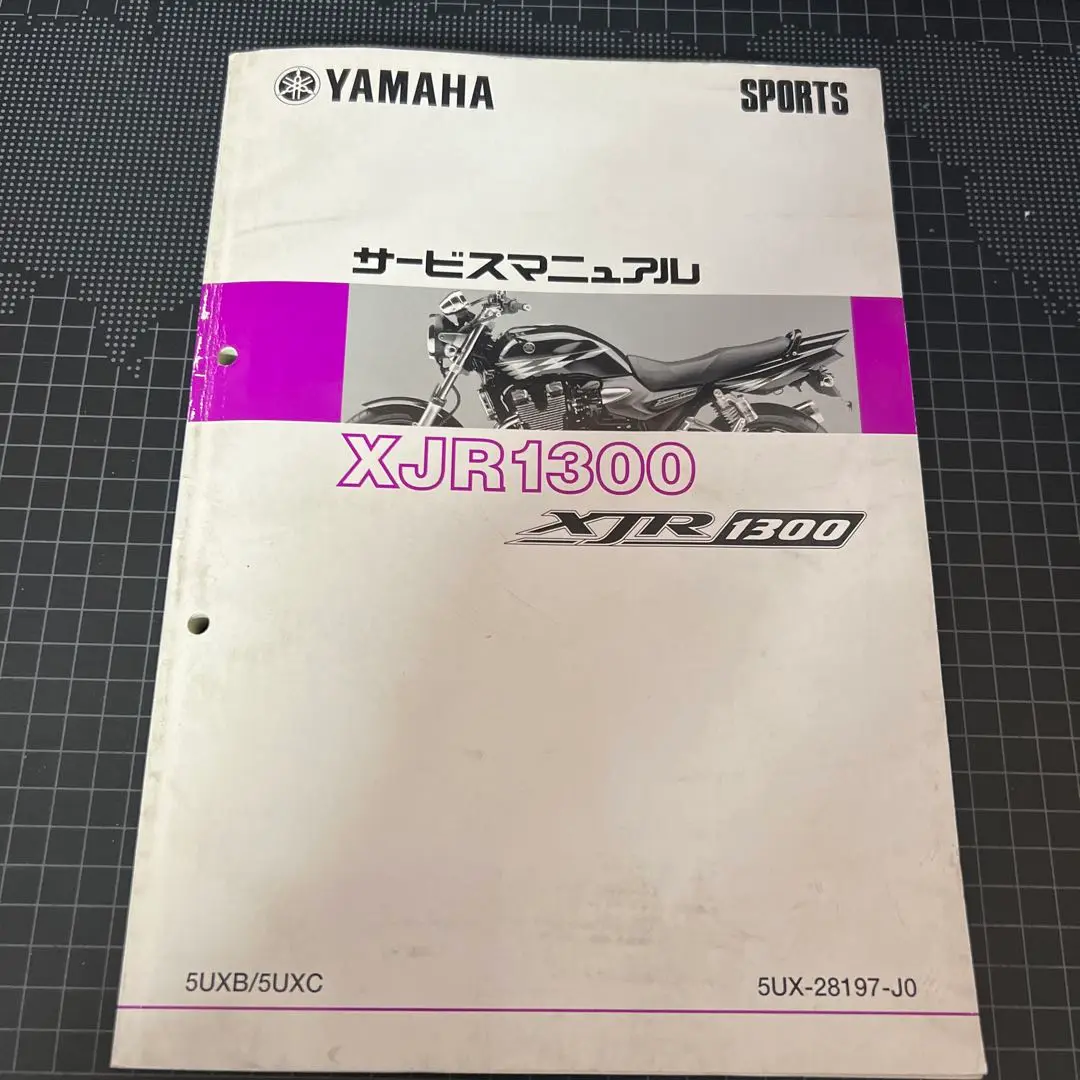 YAMAHA
SPORTS
サービスマニュアル
XJR1300
XJR 1300
5UXB/5UXC
5UX-28197-J0